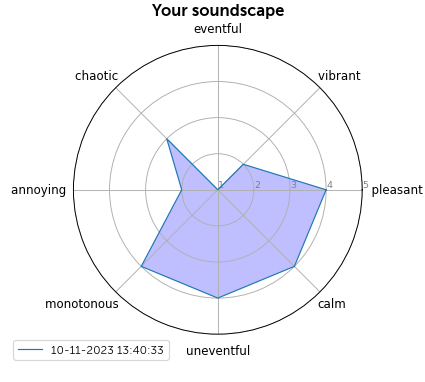 Your soundscape
eventful
chaotic
vibrant
annoying
1 2 3 4 5
pleasant
monotonous
calm
uneventful
10-11-2023 13:40:33